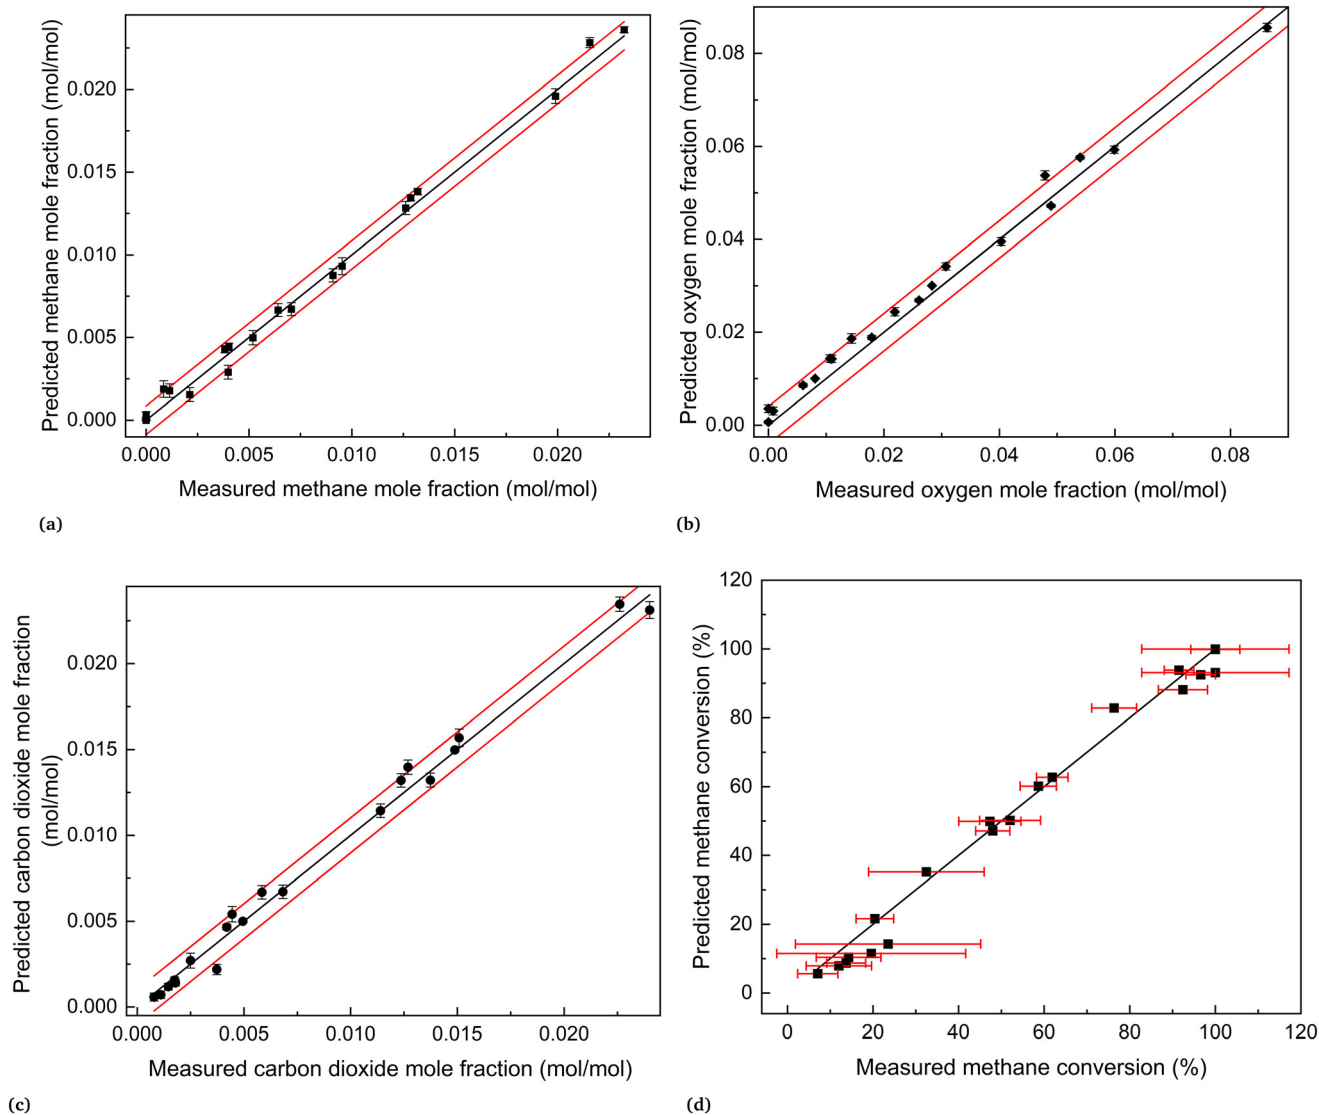 Predicted methane mole fraction (mol/mol)
0.020
0.015
0.010
0.005
0.000
0.000 0.005 0.010 0.015 0.020
Measured methane mole fraction (mol/mol)
(a)
Predicted oxygen mole fraction (mol/mol)
0.08
0.06
0.04
0.02
0.00
0.00 0.02 0.04 0.06 0.08
Measured oxygen mole fraction (mol/mol)
(b)
Predicted carbon dioxide mole fraction
(mol/mol)
0.020
0.015
0.010
0.005
0.000
0.000 0.005 0.010 0.015 0.020
Measured carbon dioxide mole fraction (mol/mol)
(c)
Predicted methane conversion (%)
120
100
80
60
40
20
0
0 20 40 60 80 100 120
Measured methane conversion (%)
(d)